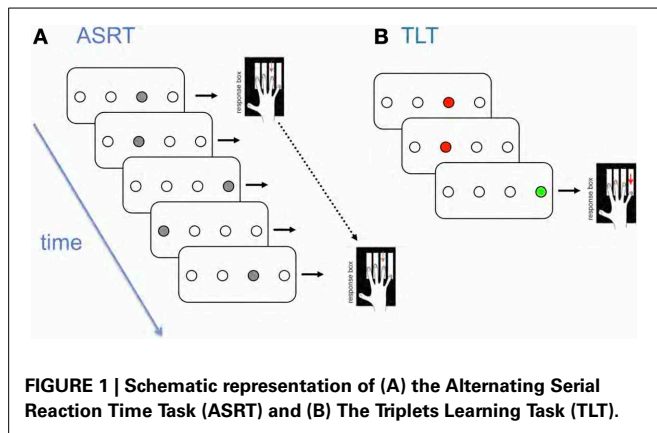 A ASRT
B TLT
response box
response box
time
response box
FIGURE 1 | Schematic representation of (A) the Alternating Serial
Reaction Time Task (ASRT) and (B) The Triplets Learning Task (TLT).